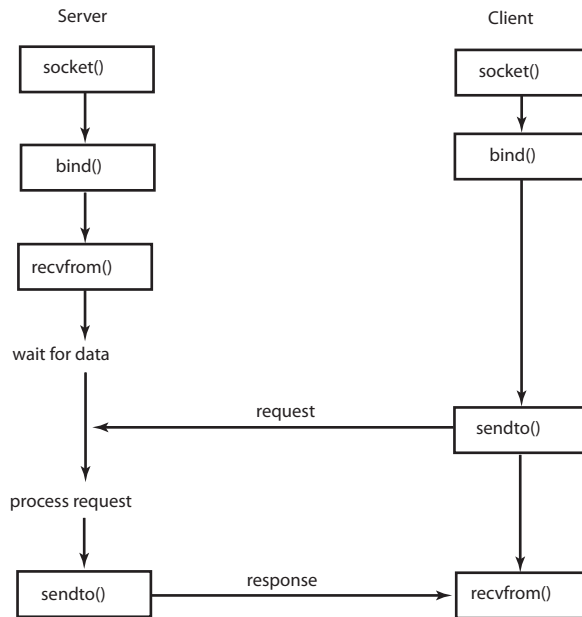 Server
Client
socket()
socket()
bind()
bind()
recvfrom()
wait for data
request
sendto()
process request
sendto()
response
recvfrom()